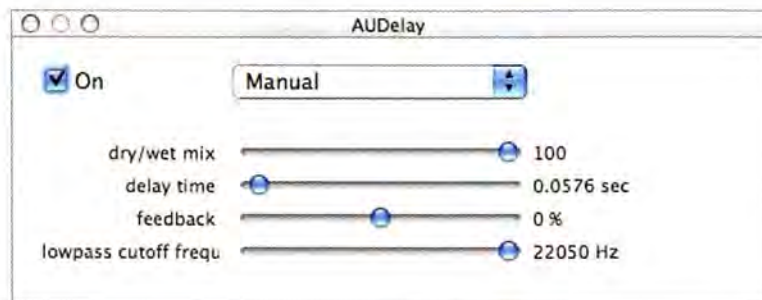 AUDelay
On Manual
dry/wet mix 100
delay time 0.0576 sec
feedback 0 %
lowpass cutoff frequ 22050 Hz